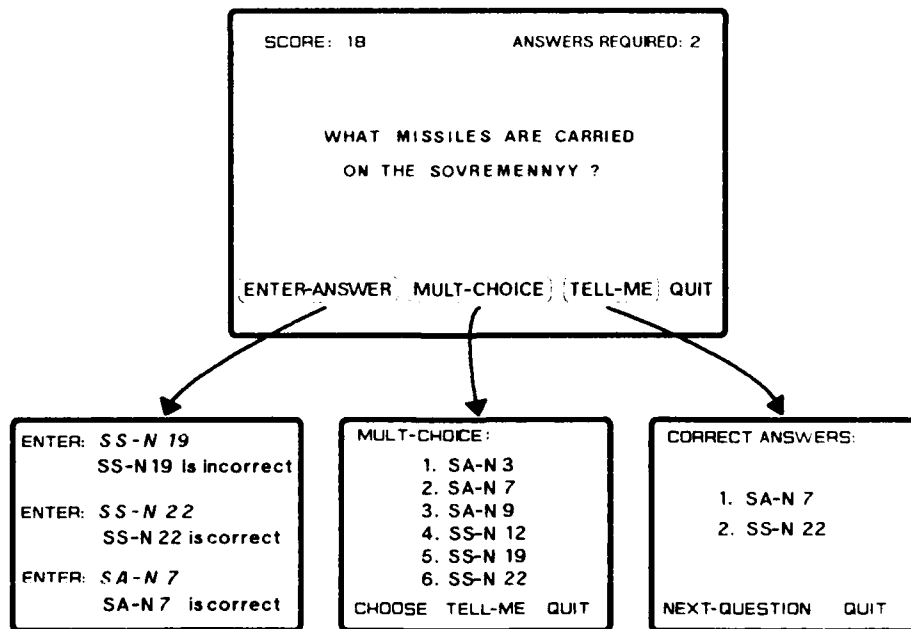 SCORE: 18 ANSWERS REQUIRED: 2
WHAT MISSILES ARE CARRIED
ON THE SOVREMENNYY ?
ENTER-ANSWER MULT-CHOICE TELL-ME QUIT
ENTER: SS-N 19
SS-N 19 Is incorrect
ENTER: SS-N 22
SS-N 22 is correct
ENTER: SA-N 7
SA-N 7 is correct
MULT-CHOICE:
1. SA-N 3
2. SA-N 7
3. SA-N 9
4. SS-N 12
5. SS-N 19
6. SS-N 22
CHOOSE TELL-ME QUIT
CORRECT ANSWERS:
1. SA-N 7
2. SS-N 22
NEXT-QUESTION QUIT